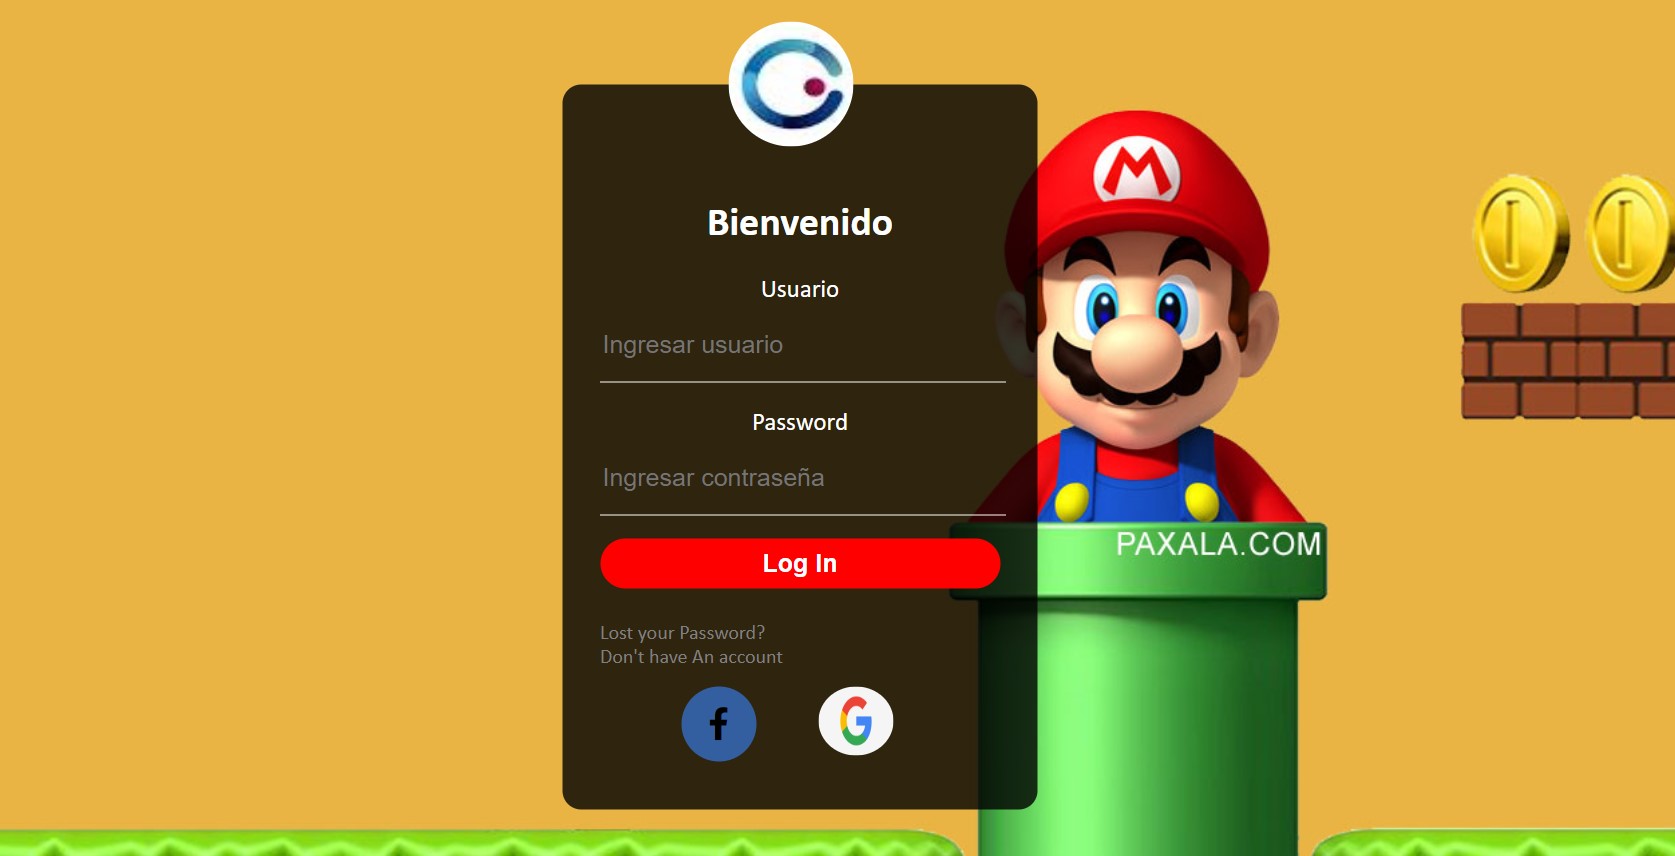 M
Bienvenido
Usuario
Ingresar usuario
Password
Ingresar contraseña
PAXALA.COM
Log In
Lost your Password?
Don't have An account
f
G